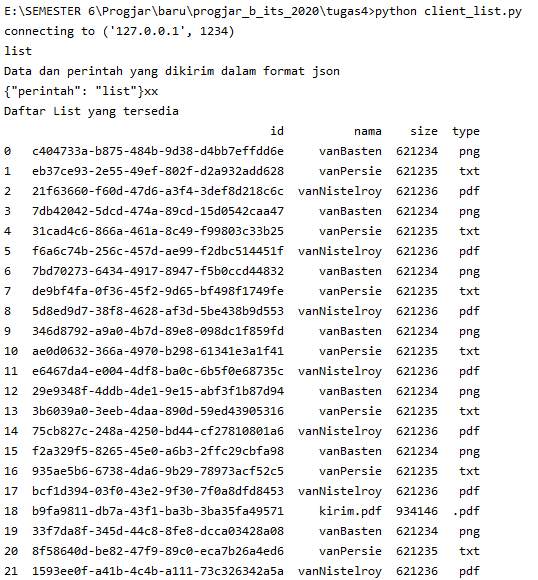 E:\SEMESTER 6\Progjar\baru\progjar_b_its_2020\tugas4>python client_list.py
connecting to ('127.0.0.1', 1234)
list
Data dan perintah yang dikirim dalam format json
{"perintah": "list"}xx
Daftar List yang tersedia
id nama size type
0 c404733a-b875-484b-9d38-d4bb7effdd6e vanBasten 621234 png
1 eb37ce93-2e55-49ef-802f-d2a932add628 vanPersie 621235 txt
2 21f63660-f60d-47d6-a3f4-3def8d218c6c vanNistelroy 621236 pdf
3 7db42042-5dcd-474a-89cd-15d0542caa47 vanBasten 621234 png
4 31cad4c6-866a-461a-8c49-f99803c33b25 vanPersie 621235 txt
5 f6a6c74b-256c-457d-ae99-f2dbc514451f vanNistelroy 621236 pdf
6 7bd70273-6434-4917-8947-f5b0ccd44832 vanBasten 621234 png
7 de9bf4fa-0f36-45f2-9d65-bf498f1749fe vanPersie 621235 txt
8 5d8ed9d7-38f8-4628-af3d-5be438b9d553 vanNistelroy 621236 pdf
9 346d8792-a9a0-4b7d-89e8-098dc1f859fd vanBasten 621234 png
10 ae0d0632-366a-4970-b298-61341e3a1f41 vanPersie 621235 txt
11 e6467da4-e004-4df8-ba0c-6b5f0e68735c vanNistelroy 621236 pdf
12 29e9348f-4ddb-4de1-9e15-abf3f1b87d94 vanBasten 621234 png
13 3b6039a0-3eeb-4daa-890d-59ed43905316 vanPersie 621235 txt
14 75cb827c-248a-4250-bd44-cf27810801a6 vanNistelroy 621236 pdf
15 f2a329f5-8265-45e0-a6b3-2ffc29cbfa98 vanBasten 621234 png
16 935ae5b6-6738-4da6-9b29-78973acf52c5 vanPersie 621235 txt
17 bcf1d394-03f0-43e2-9f30-7f0a8dfd8453 vanNistelroy 621236 pdf
18 b9fa9811-db7a-43f1-ba3b-3ba35fa49571 kirim.pdf 934146 .pdf
19 33f7da8f-345d-44c8-8fe8-dcca03428a08 vanBasten 621234 png
20 8f58640d-be82-47f9-89c0-eca7b26a4ed6 vanPersie 621235 txt
21 1593ee0f-a41b-4c4b-a111-73c326342a5a vanNistelroy 621236 pdf